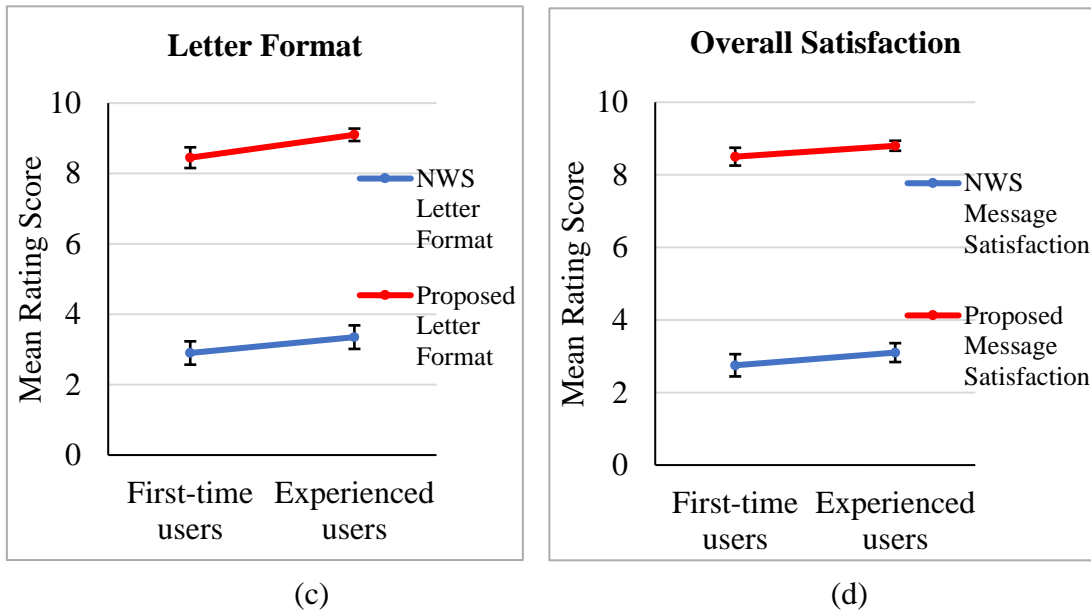 Letter Format
10
8
6
4
2
0
Mean Rating Score
NWS
Letter
Format
Proposed
Letter
Format
First-time
users
Experienced
users
(c)
Overall Satisfaction
10
8
6
4
2
0
Mean Rating Score
NWS
Message
Satisfaction
Proposed
Message
Satisfaction
First-time
users
Experienced
users
(d)